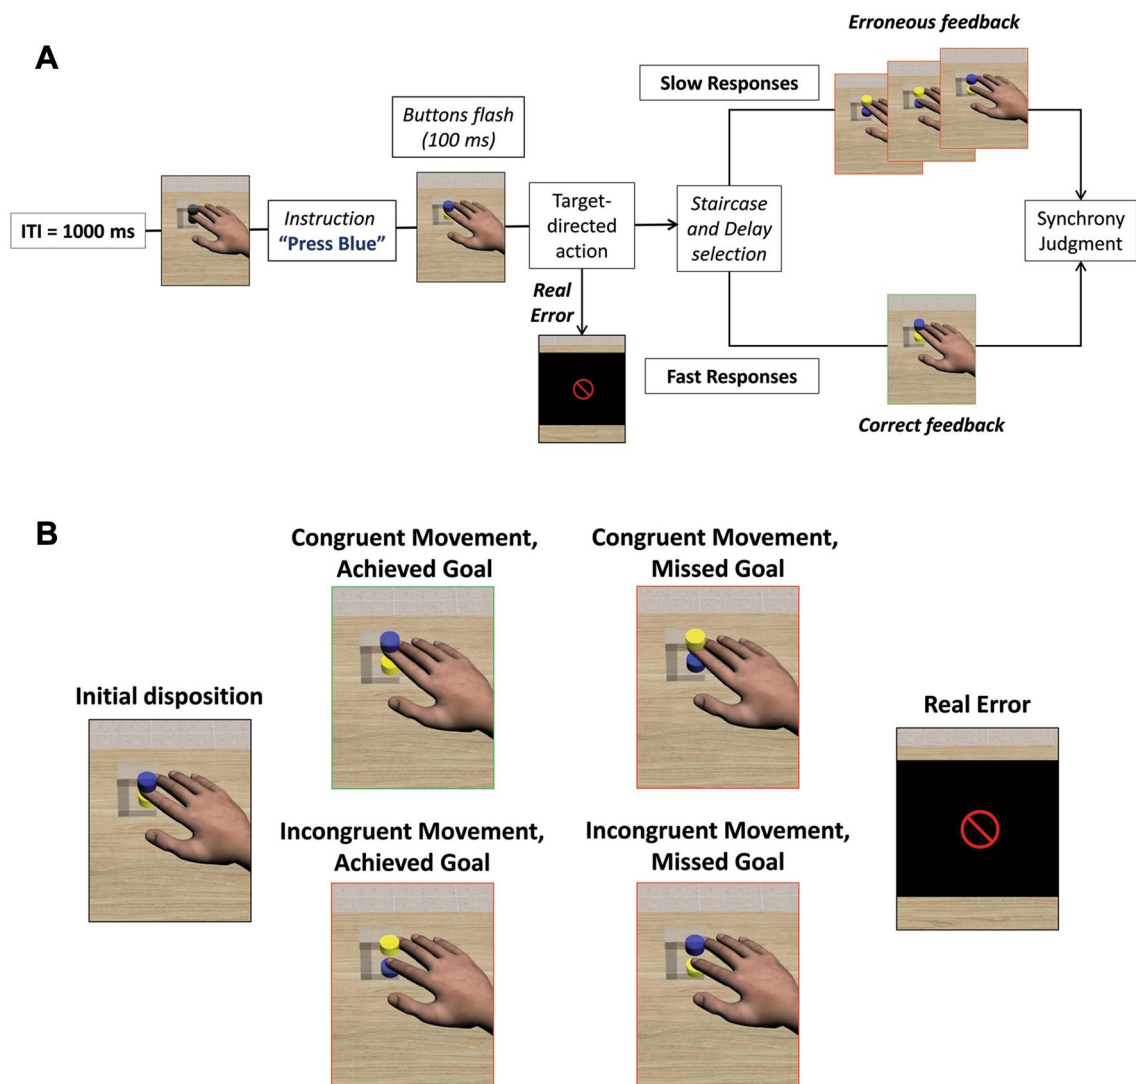 A
Erroneous feedback
Slow Responses
Buttons flash
(100 ms)
ITI = 1000 ms
Instruction
“Press Blue”
Target-
directed
action
Staircase
and Delay
selection
Synchrony
Judgment
Real
Error
Fast Responses
Correct feedback
B
Congruent Movement,
Achieved Goal
Congruent Movement,
Missed Goal
Initial disposition
Real Error
Incongruent Movement,
Achieved Goal
Incongruent Movement,
Missed Goal